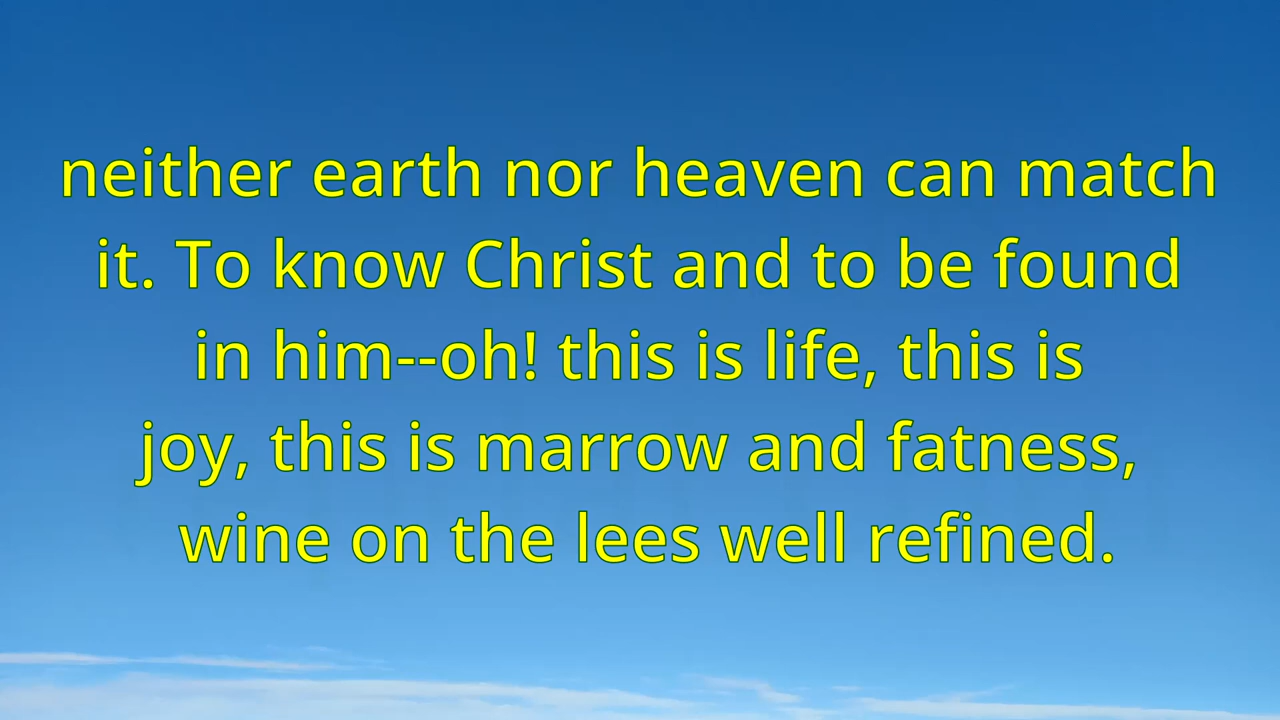 neither earth nor heaven can match
it. To know Christ and to be found
in him--oh! this is life, this is
joy, this is marrow and fatness,
wine on the lees well refined.